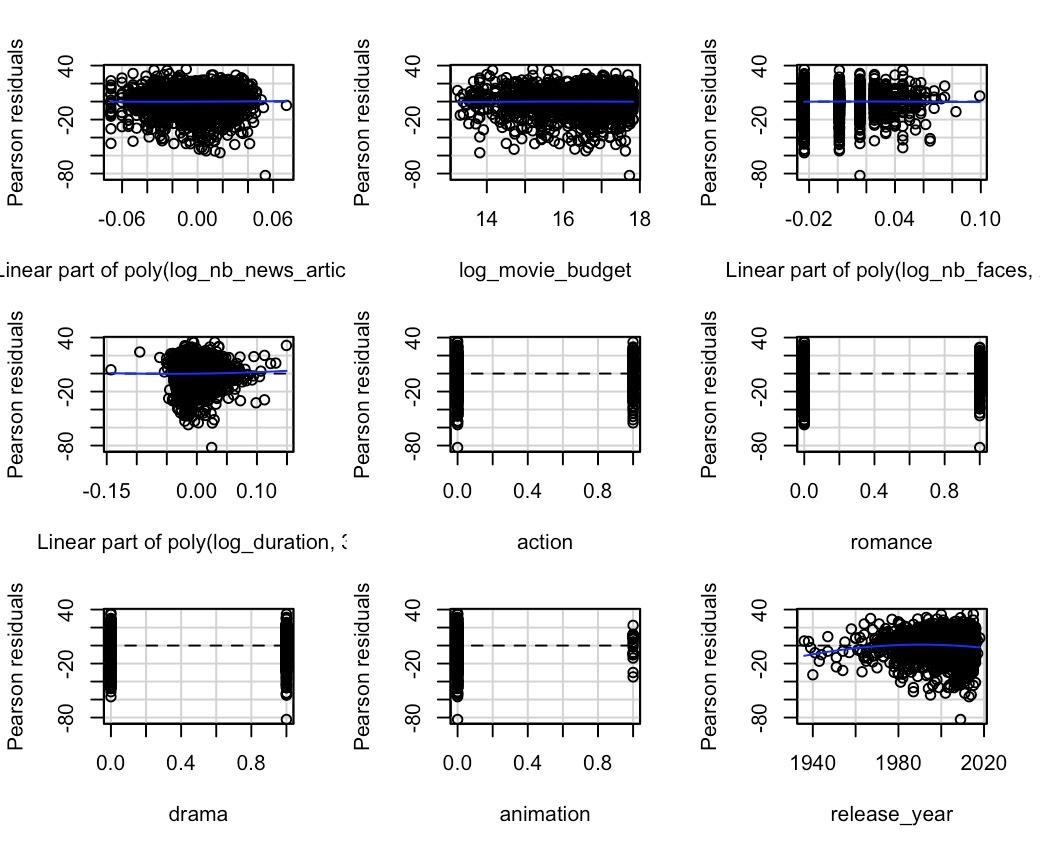 Pearson residuals
40
-20
-80
-0.06 0.00 0.06
Linear part of poly(log_nb_news_artic
Pearson residuals
40
-20
-80
14 16 18
log_movie_budget
Pearson residuals
40
-20
-80
-0.02 0.04 0.10
Linear part of poly(log_nb_faces,
Pearson residuals
40
-20
-80
-0.15 0.00 0.10
Linear part of poly(log_duration,
Pearson residuals
40
-20
-80
0.0 0.4 0.8
action
Pearson residuals
40
-20
-80
0.0 0.4 0.8
romance
Pearson residuals
40
-20
-80
0.0 0.4 0.8
drama
Pearson residuals
40
-20
-80
0.0 0.4 0.8
animation
Pearson residuals
40
-20
-80
1940 1980 2020
release_year